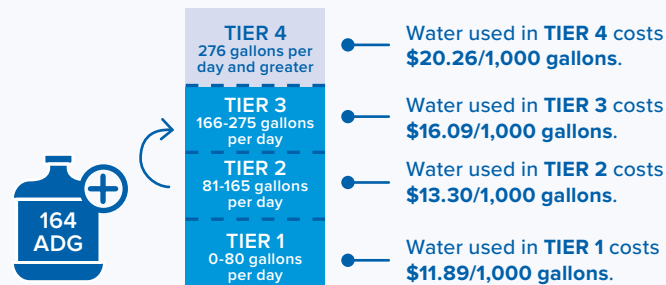 TIER 4
276 gallons per
day and greater
Water used in TIER 4 costs
$20.26/1,000 gallons.
TIER 3
166-275 gallons
per day
Water used in TIER 3 costs
$16.09/1,000 gallons.
TIER 2
81-165 gallons
per day
Water used in TIER 2 costs
$13.30/1,000 gallons.
164
ADG
TIER 1
0-80 gallons
per day
Water used in TIER 1 costs
$11.89/1,000 gallons.